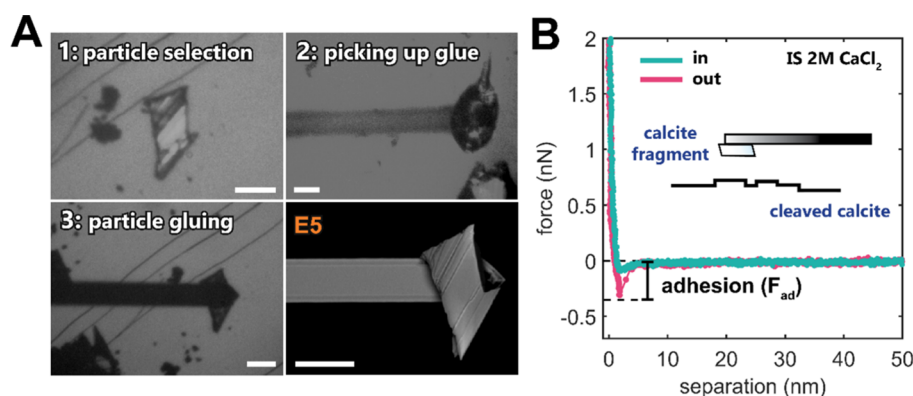 A
1: particle selection
2: picking up glue
3: particle gluing
E5
B
in
out
IS 2M CaCl₂
calcite
fragment
cleaved calcite
adhesion (F_ad)
force (nN)
2
1.5
1
0.5
0
-0.5
0
10
20
30
40
50
separation (nm)